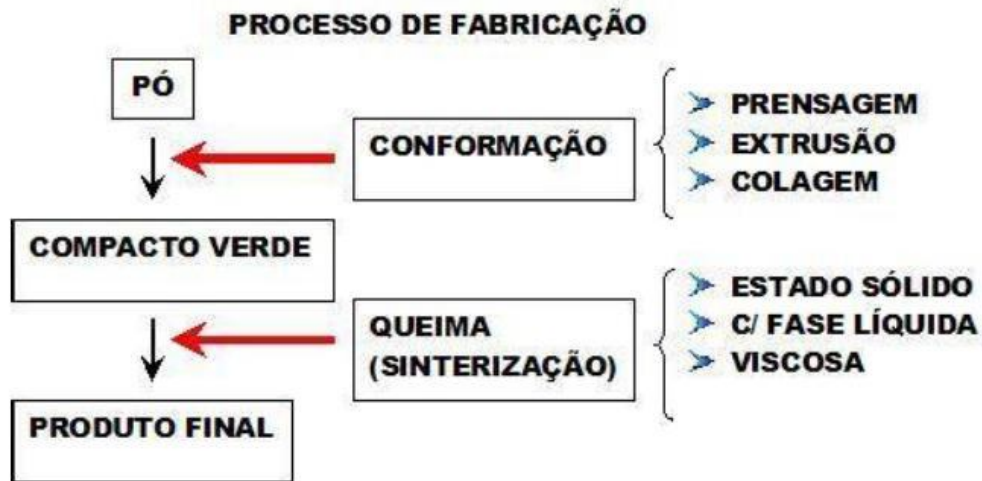 PROCESSO DE FABRICAÇÃO
PÓ
CONFORMAÇÃO
PRENSAGEM
EXTRUSÃO
COLAGEM
COMPACTO VERDE
QUEIMA
(SINTERIZAÇÃO)
ESTADO SÓLIDO
C/ FASE LÍQUIDA
VISCOSA
PRODUTO FINAL